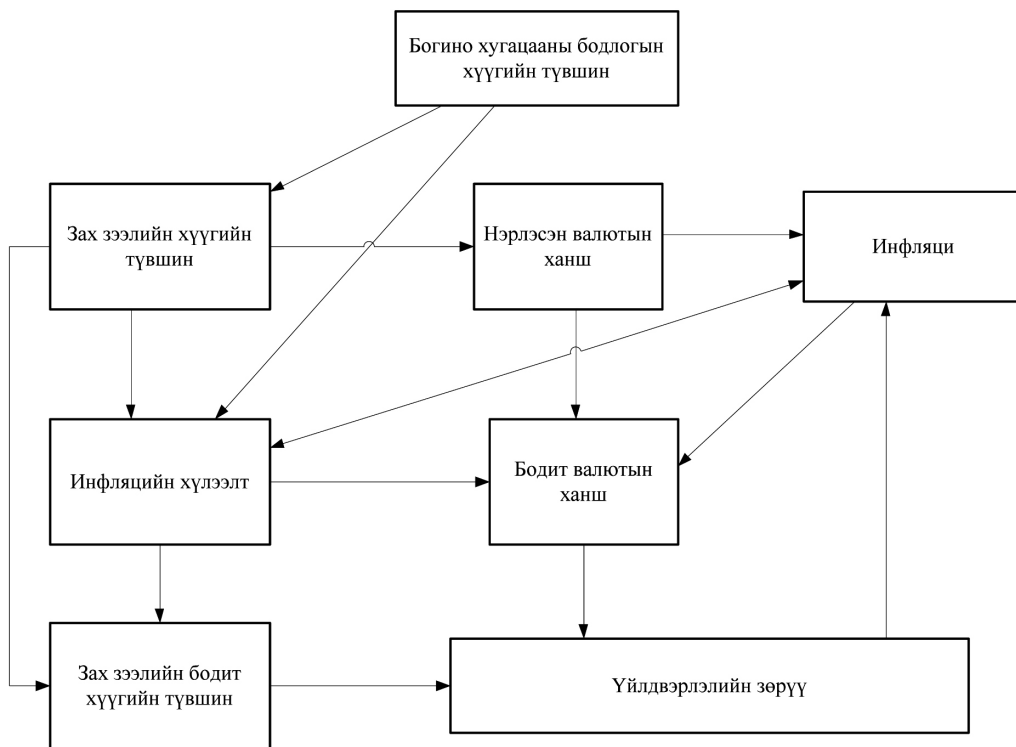 Богино хугацааны бодлогын
хүүгийн түвшин
Зах зээлийн хүүгийн
түвшин
Нэрлэсэн валютын
ханш
Инфляци
Инфляцийн хүлээлт
Бодит валютын
ханш
Зах зээлийн бодит
хүүгийн түвшин
Үйлдвэрлэлийн зөрүү